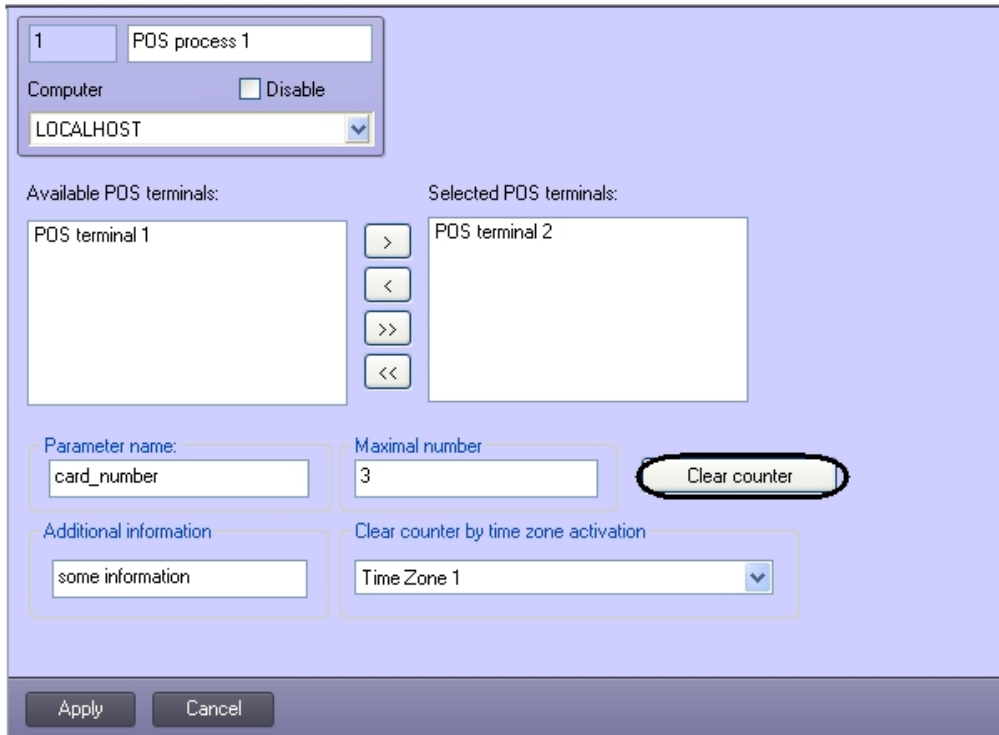 1
POS process 1
Computer
Disable
LOCALHOST
Available POS terminals:
Selected POS terminals:
POS terminal 1
POS terminal 2
>
<
>>
<<
Parameter name:
Maximal number
card_number
3
Clear counter
Additional information
Clear counter by time zone activation
some information
Time Zone 1
Apply
Cancel